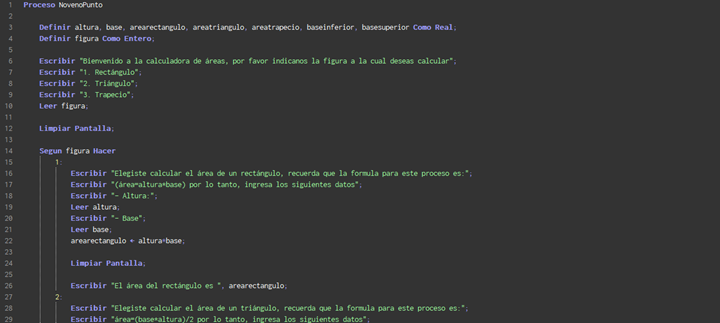 1 Proceso NovenoPunto
2
3 Definir altura, base, arearectangulo, areatriangulo, areatrapecio, baseinferior, basesuperior Como Real;
4 Definir figura Como Entero;
5
6 Escribir "Bienvenido a la calculadora de áreas, por favor indicanos la figura a la cual deseas calcular";
7 Escribir "1. Rectángulo";
8 Escribir "2. Triángulo";
9 Escribir "3. Trapecio";
10 Leer figura;
11
12 Limpiar Pantalla;
13
14 Segun figura Hacer
15 1:
16 Escribir "Elegiste calcular el área de un rectángulo, recuerda que la formula para este proceso es:";
17 Escribir "(área=altura*base) por lo tanto, ingresa los siguientes datos";
18 Escribir "- Altura:";
19 Leer altura;
20 Escribir "- Base";
21 Leer base;
22 arearectangulo ← altura*base;
23
24 Limpiar Pantalla;
25
26 Escribir "El área del rectángulo es ", arearectangulo;
27 2:
28 Escribir "Elegiste calcular el área de un triángulo, recuerda que la formula para este proceso es:";
29 Escribir "área=(base*altura)/2 por lo tanto, ingresa los siguientes datos";